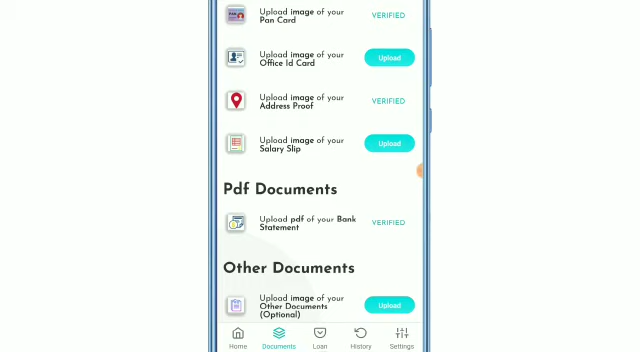 Upload image of your
Pan Card
VERIFIED
Upload image of your
Office Id Card
Upload
Upload image of your
Address Proof
VERIFIED
Upload image of your
Salary Slip
Upload
Pdf Documents
Upload pdf of your Bank
Statement
VERIFIED
Other Documents
Upload image of your
Other Documents
(Optional)
Upload
Home
Documents
Loan
History
Settings